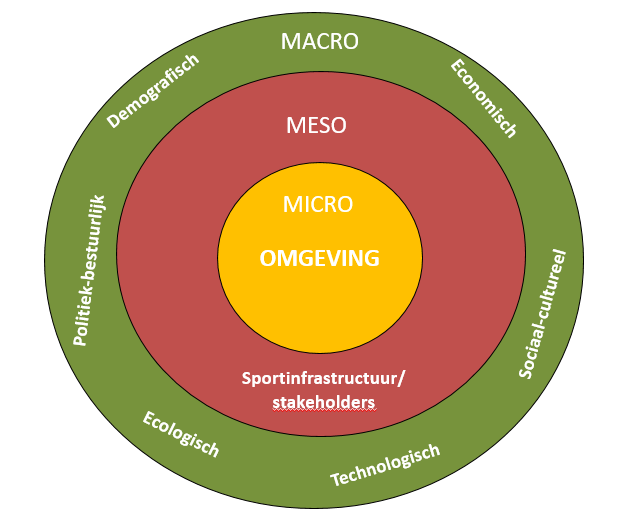 MACRO
Demografisch
Economisch
MESO
MICRO
Politiek-bestuurlijk
OMGEVING
Sociaal-cultureel
Sportinfrastructuur/
stakeholders
Ecologisch
Technologisch